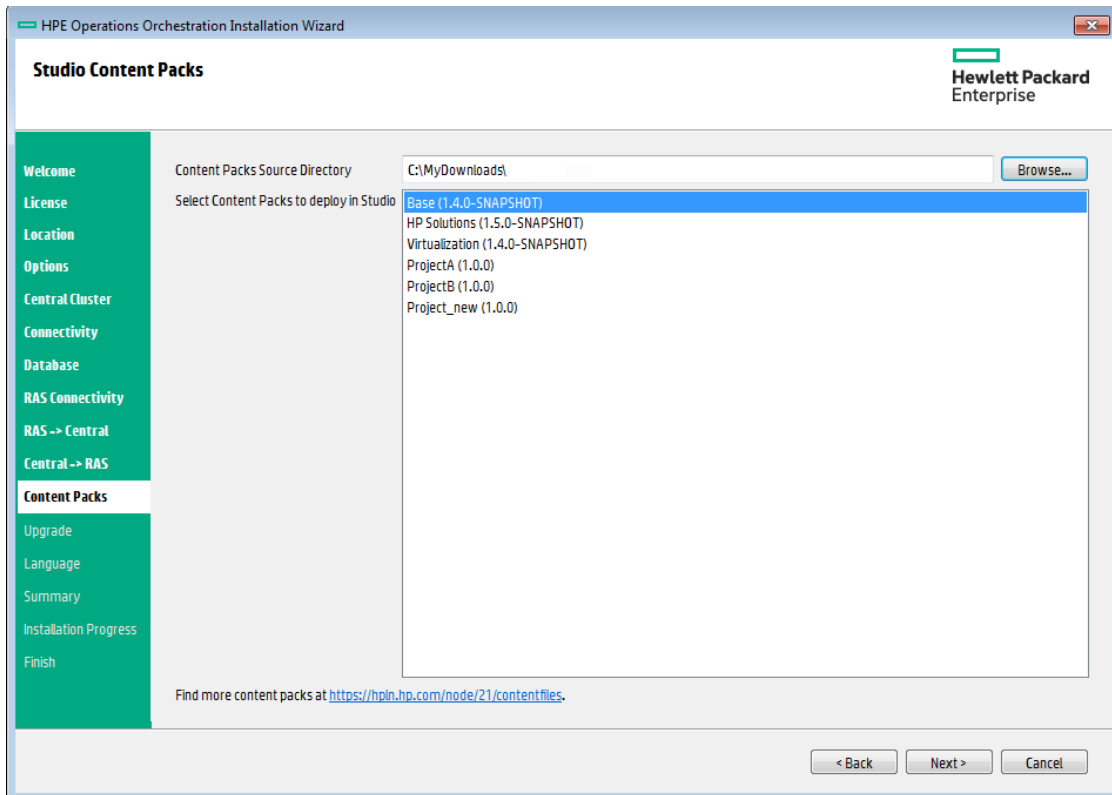 HPE Operations Orchestration Installation Wizard
Studio Content Packs
Hewlett Packard
Enterprise
Welcome
License
Location
Options
Central Cluster
Connectivity
Database
RAS Connectivity
RAS -> Central
Central -> RAS
Content Packs
Upgrade
Language
Summary
Installation Progress
Finish
Content Packs Source Directory
C:\MyDownloads\
Browse...
Select Content Packs to deploy in Studio
Base (1.4.0-SNAPSHOT)
HP Solutions (1.5.0-SNAPSHOT)
Virtualization (1.4.0-SNAPSHOT)
ProjectA (1.0.0)
ProjectB (1.0.0)
Project_new (1.0.0)
Find more content packs at https://hpln.hp.com/node/21/contentfiles.
< Back
Next >
Cancel